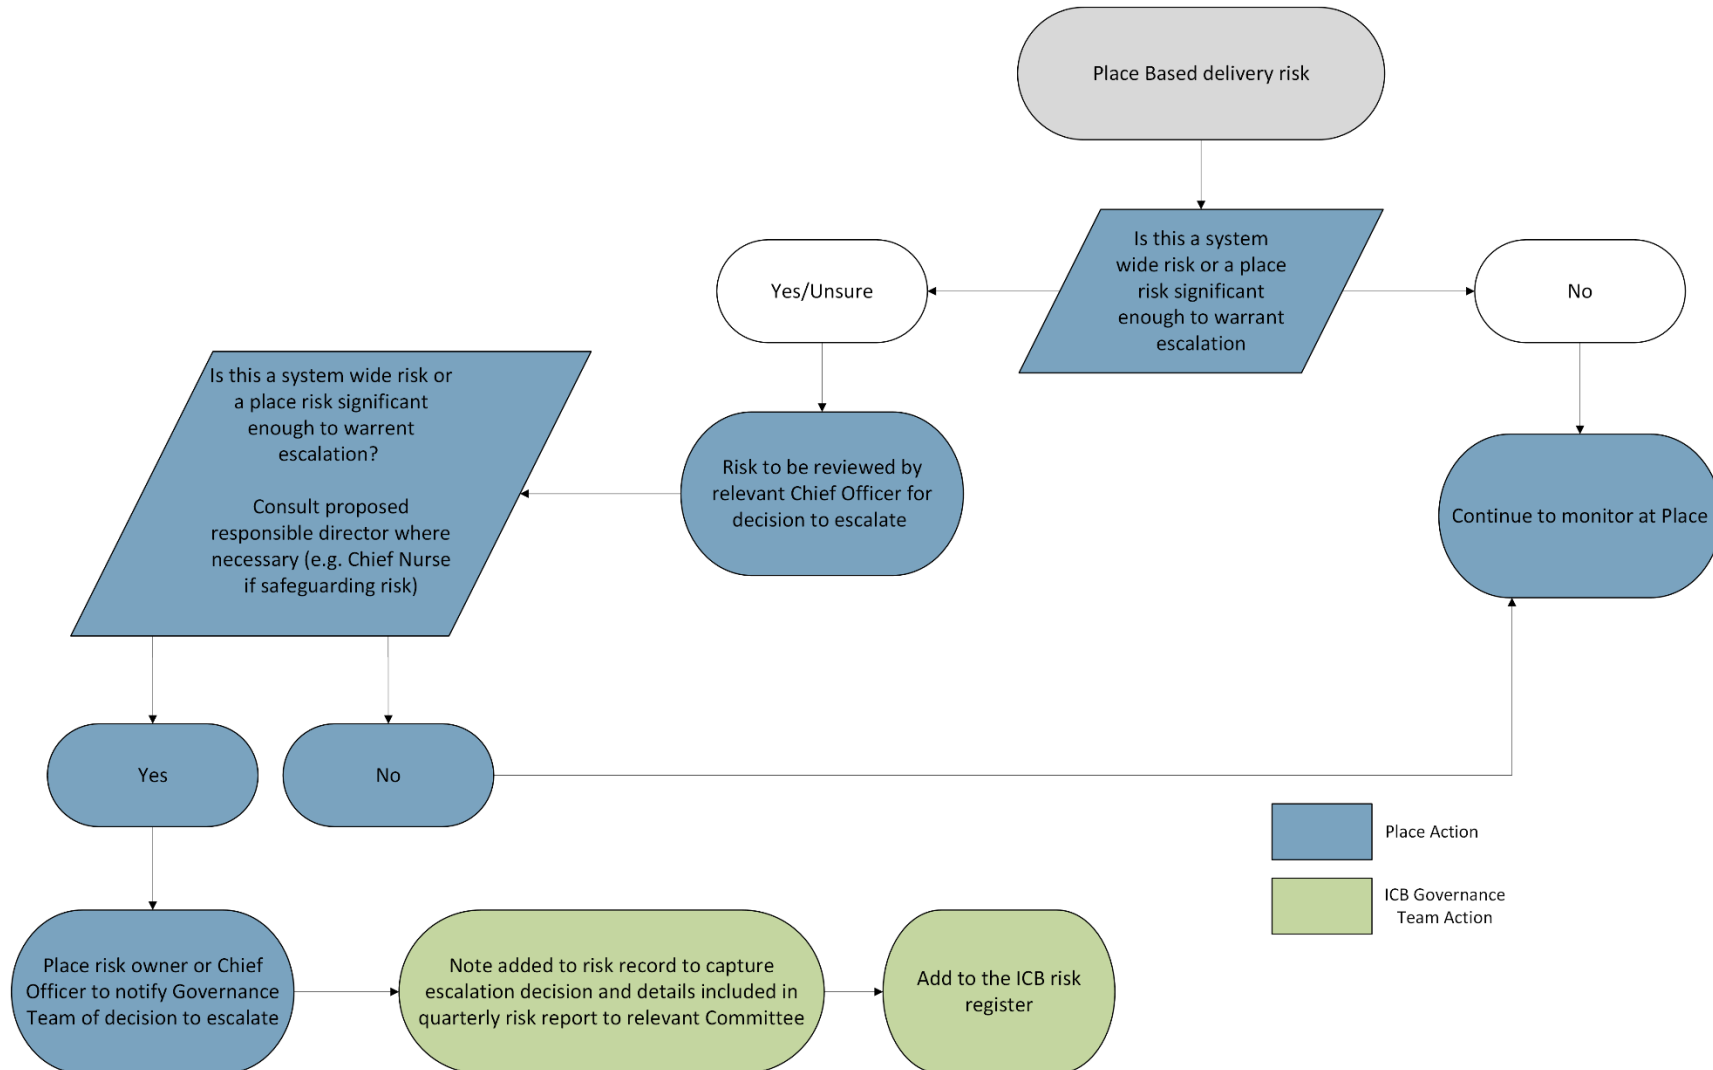 Place Based delivery risk
Is this a system
wide risk or a place
risk significant
enough to warrant
escalation
Yes/Unsure
No
Is this a system wide risk or
a place risk significant
enough to warrent
escalation?
Consult proposed
responsible director where
necessary (e.g. Chief Nurse
if safeguarding risk)
Risk to be reviewed by
relevant Chief Officer for
decision to escalate
Continue to monitor at Place
Yes
No
Place Action
ICB Governance
Team Action
Place risk owner or Chief
Officer to notify Governance
Team of decision to escalate
Note added to risk record to capture
escalation decision and details included in
quarterly risk report to relevant Committee
Add to the ICB risk
register